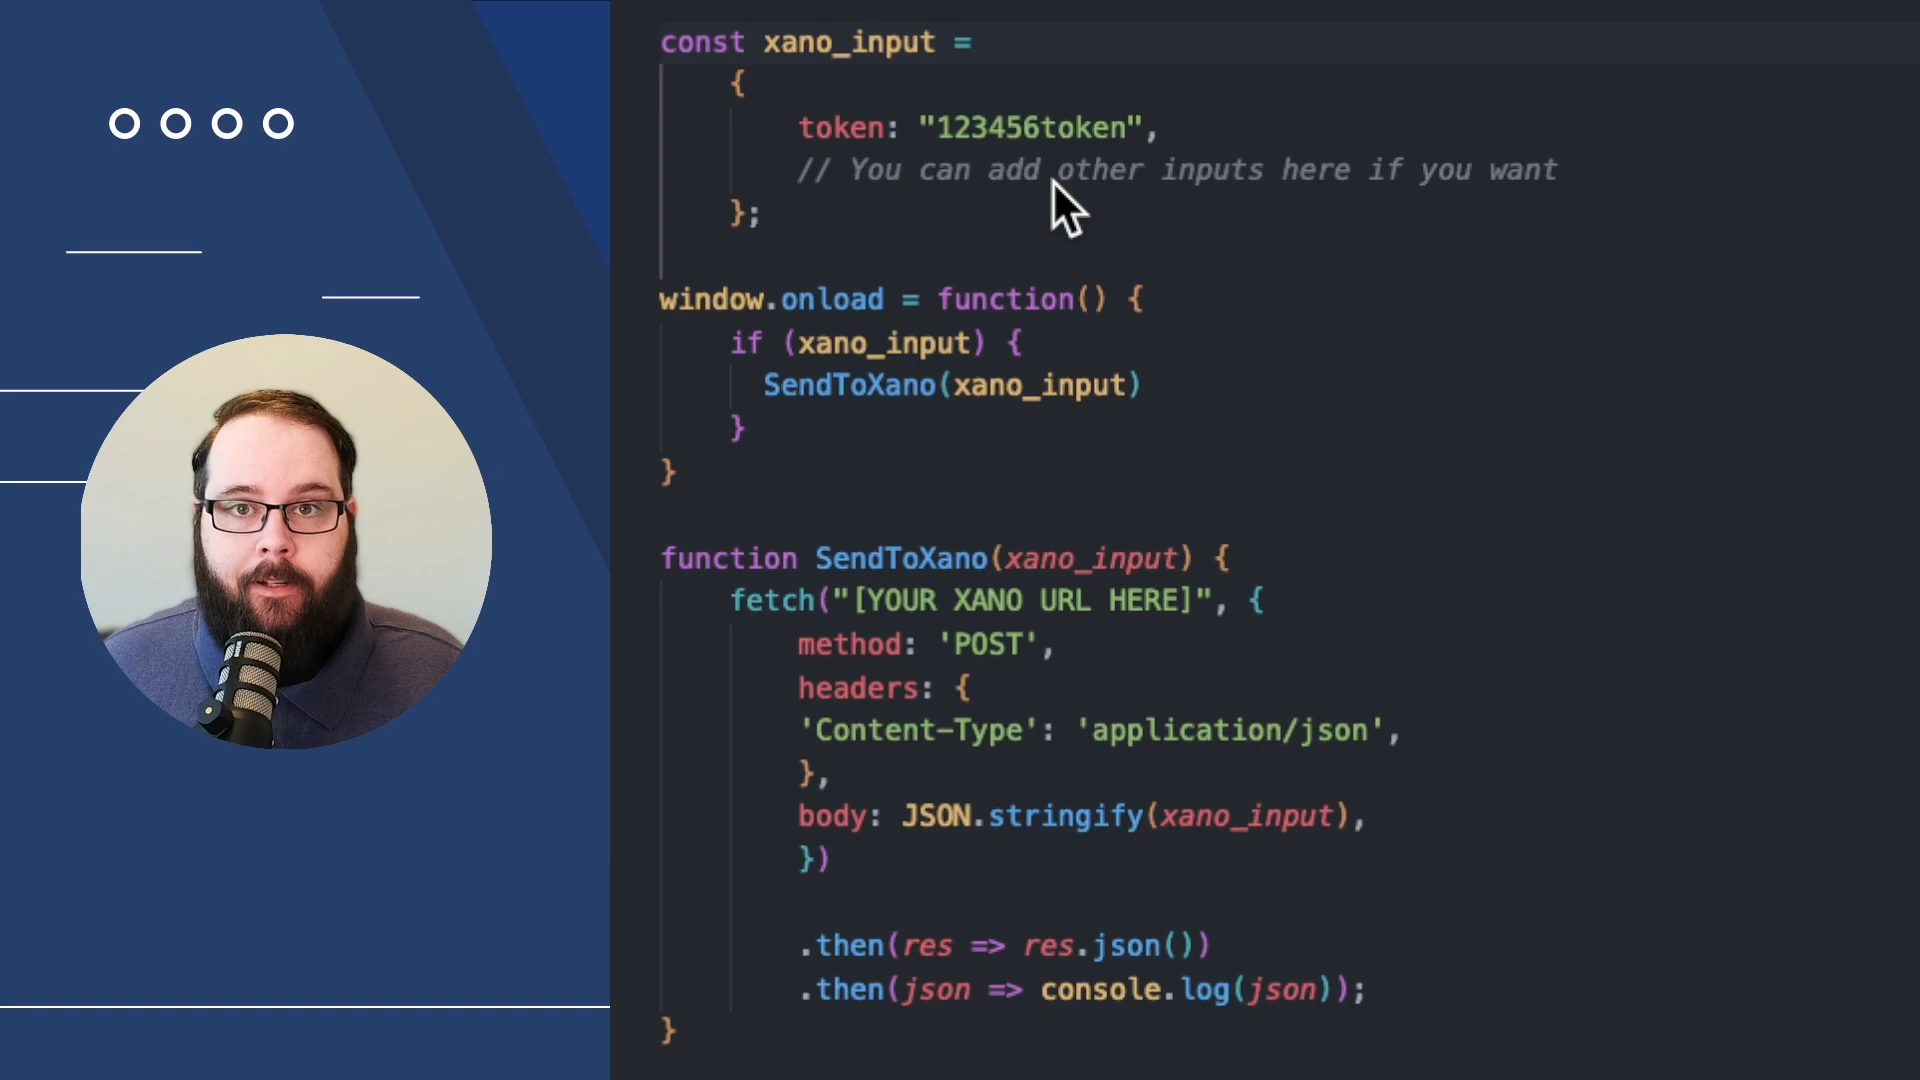 const xano_input =
{
token: "123456token",
// You can add other inputs here if you want
};
window.onload = function() {
if (xano_input) {
SendToXano(xano_input)
}
}
function SendToXano(xano_input) {
fetch("[YOUR XANO URL HERE]", {
method: 'POST',
headers: {
'Content-Type': 'application/json',
},
body: JSON.stringify(xano_input),
})
.then(res => res.json())
.then(json => console.log(json));
}